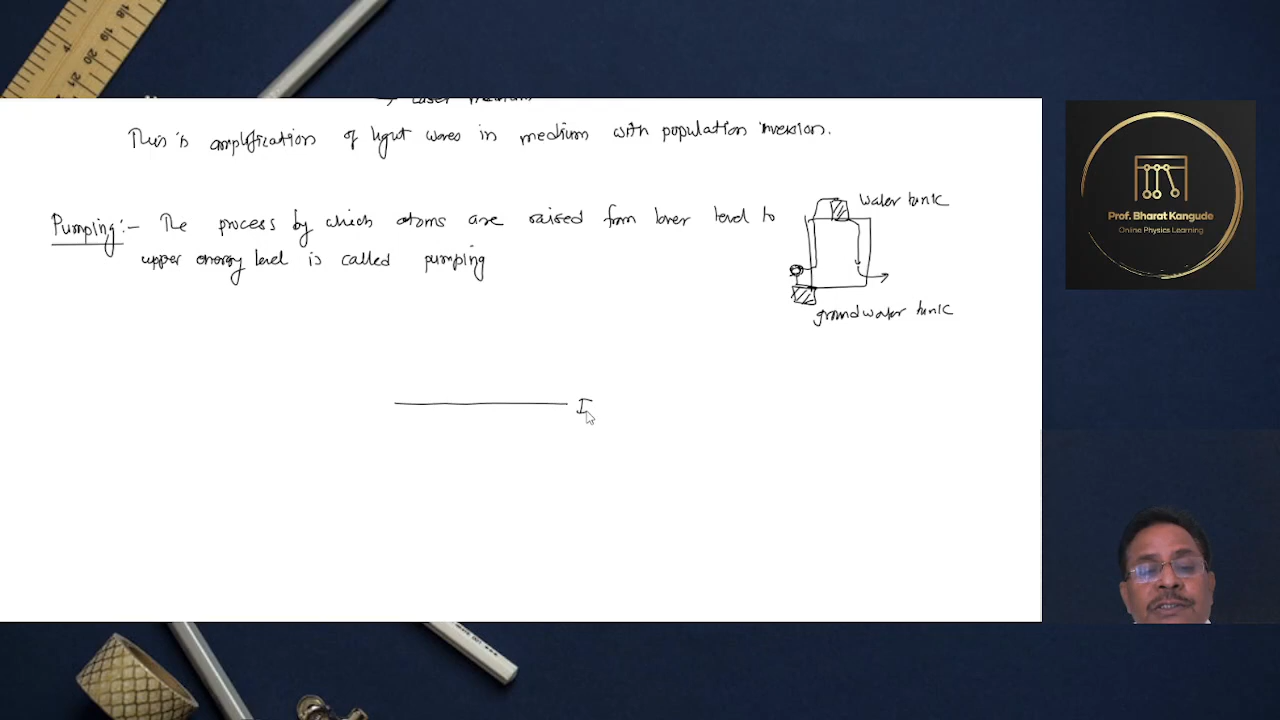 This is amplification of light waves in medium with population inversion.
Pumping:- The process by which atoms are raised from lower level to
upper energy level is called pumping
water tank
ground water tank
E
Prof. Bharat Kangude
Online Physics Learning